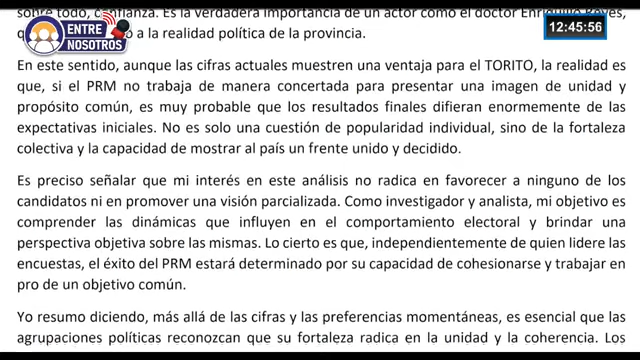 sobre todo, confianza. Es la verdadera importancia de un actor como el doctor Enriquillo Reyes,
a la realidad política de la provincia.
ENTRE
NOSOTROS
12:45:56
En este sentido, aunque las cifras actuales muestren una ventaja para el TORITO, la realidad es
que, si el PRM no trabaja de manera concertada para presentar una imagen de unidad y
propósito común, es muy probable que los resultados finales difieran enormemente de las
expectativas iniciales. No es solo una cuestión de popularidad individual, sino de la fortaleza
colectiva y la capacidad de mostrar al país un frente unido y decidido.
Es preciso señalar que mi interés en este análisis no radica en favorecer a ninguno de los
candidatos ni en promover una visión parcializada. Como investigador y analista, mi objetivo es
comprender las dinámicas que influyen en el comportamiento electoral y brindar una
perspectiva objetiva sobre las mismas. Lo cierto es que, independientemente de quien lidere las
encuestas, el éxito del PRM estará determinado por su capacidad de cohesionarse y trabajar en
pro de un objetivo común.
Yo resumo diciendo, más allá de las cifras y las preferencias momentáneas, es esencial que las
agrupaciones políticas reconozcan que su fortaleza radica en la unidad y la coherencia. Los